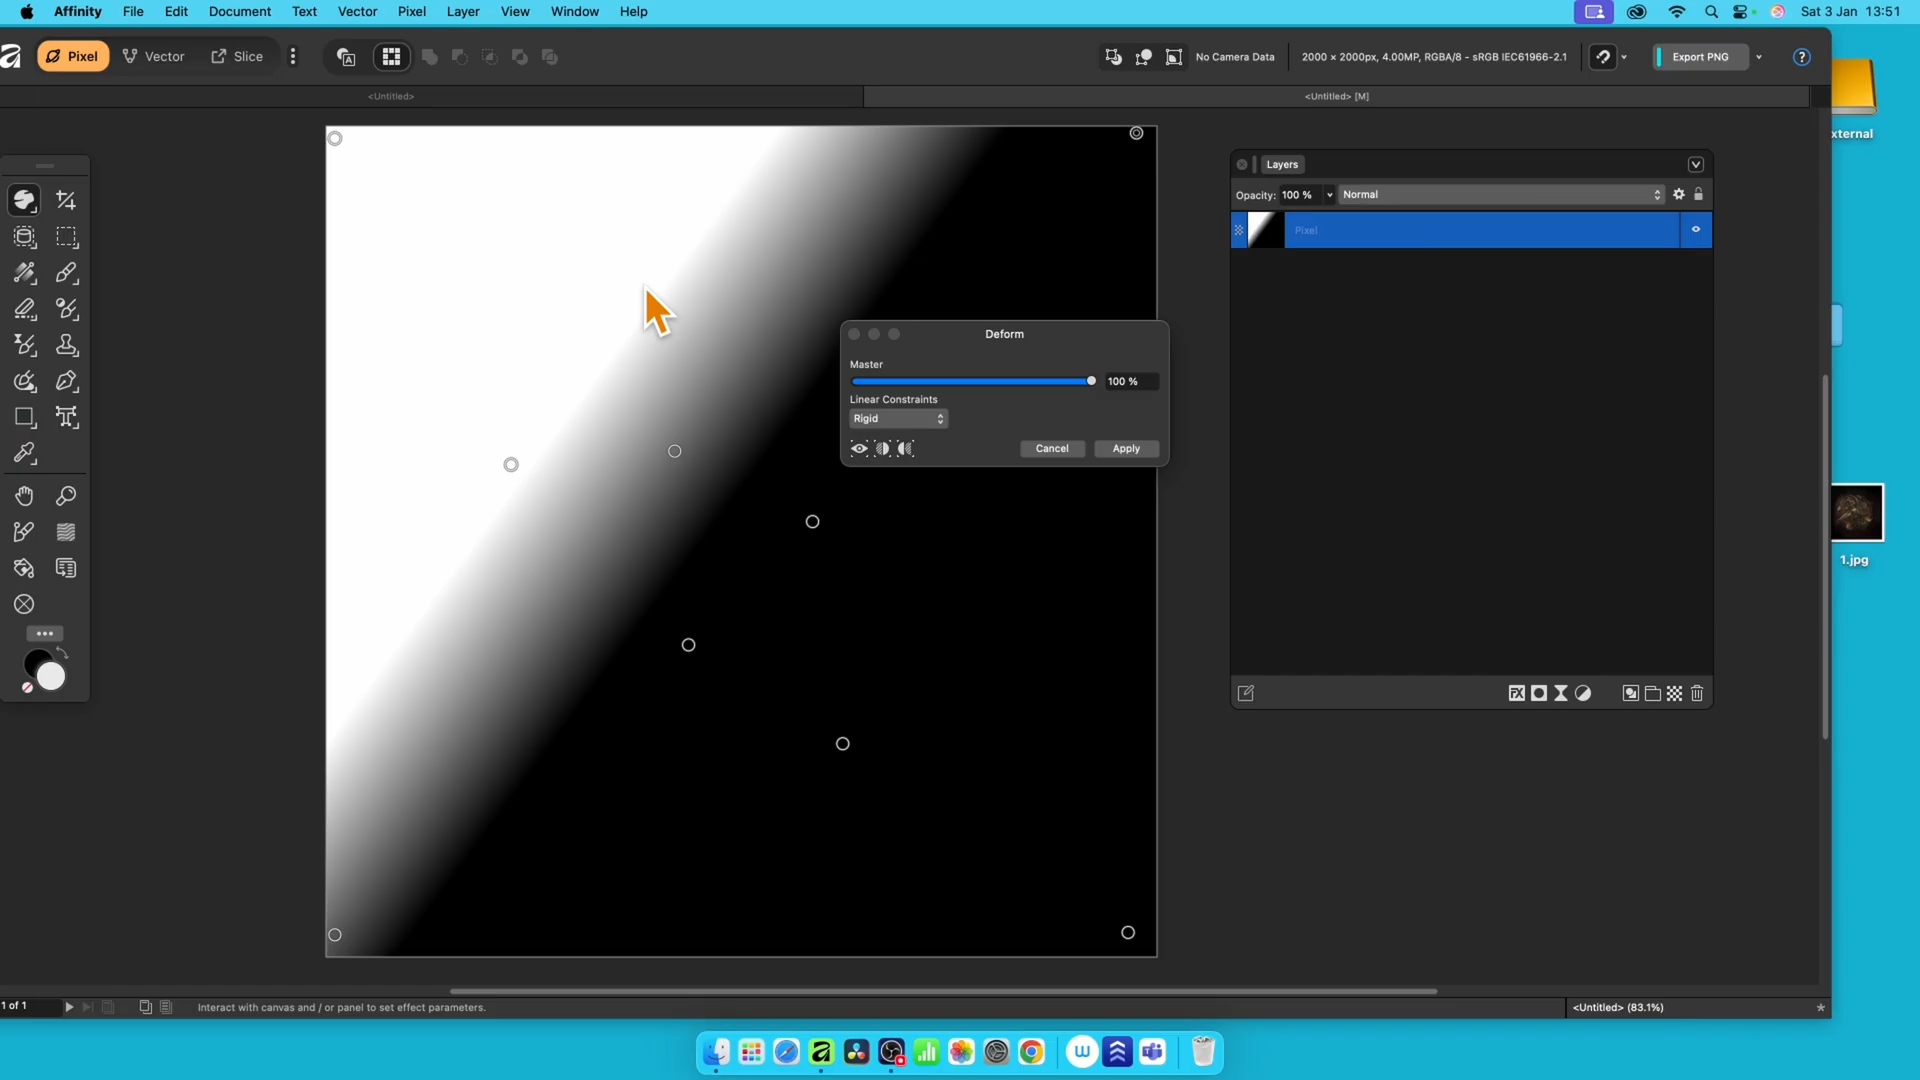 Affinity File Edit Document Text Vector Pixel Layer View Window Help
Sat 3 Jan 13:51
Pixel Vector Slice
No Camera Data
2000 × 2000px, 4.00MP, RGBA/8 - sRGB IEC61966-2.1
Export PNG
<Untitled>
<Untitled> [M]
xternal
Layers
Opacity: 100 % Normal
Pixel
Deform
Master
100 %
Linear Constraints
Rigid
Cancel Apply
FX
1.jpg
1 of 1
Interact with canvas and / or panel to set effect parameters.
<Untitled> (83.1%)